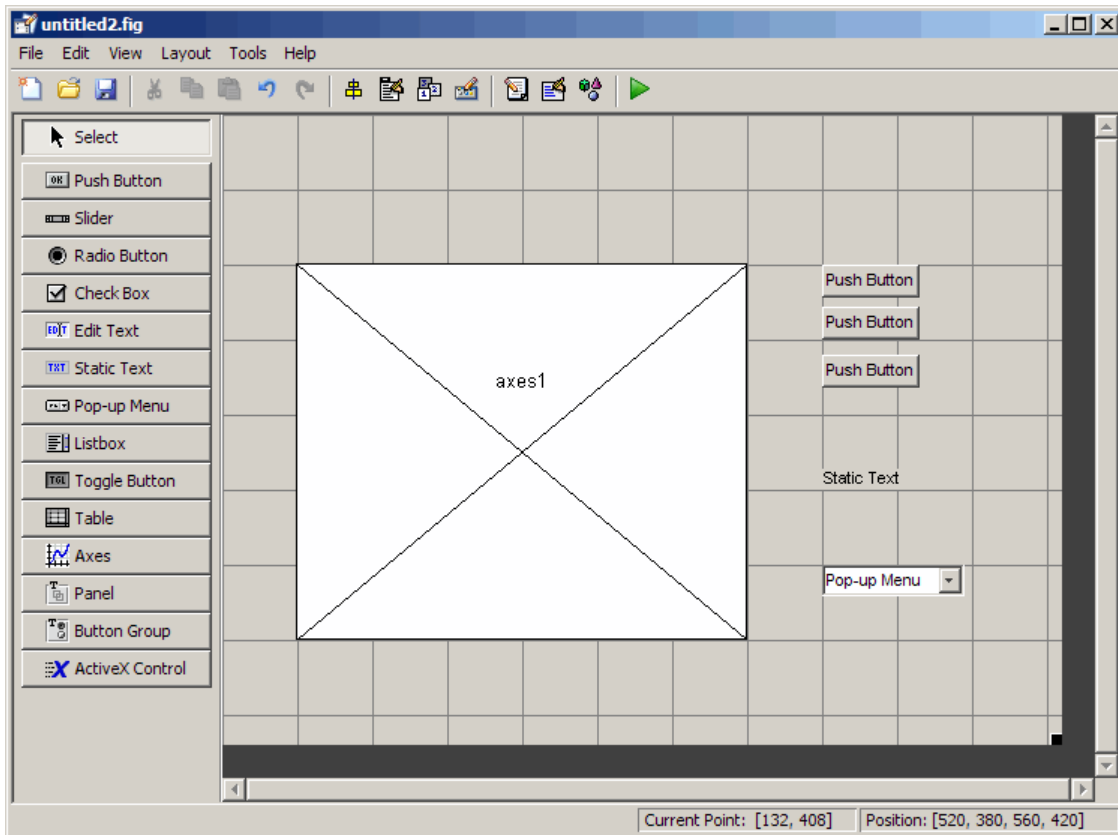 untitled2.fig
File Edit View Layout Tools Help
Select
Push Button
Slider
Radio Button
Check Box
Edit Text
Static Text
Pop-up Menu
Listbox
Toggle Button
Table
Axes
Panel
Button Group
ActiveX Control
axes1
Push Button
Push Button
Push Button
Static Text
Pop-up Menu
Current Point: [132, 408] Position: [520, 380, 560, 420]